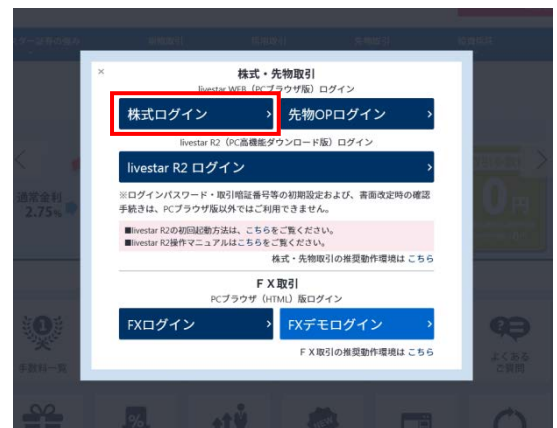 ×
株式・先物取引
livestar WEB（PCブラウザ版）ログイン
株式ログイン ›
先物OPログイン ›
livestar R2（PC高機能ダウンロード版）ログイン
livestar R2 ログイン ›
※ログインパスワード・取引暗証番号等の初期設定および、書面改定時の確認
手続きは、PCブラウザ版以外ではご利用できません。
■livestar R2の初回起動方法は、こちらをご覧ください。
■livestar R2操作マニュアルはこちらをご覧ください。
株式・先物取引の推奨動作環境は こちら
ＦＸ取引
PCブラウザ（HTML）版ログイン
FXログイン ›
FXデモログイン ›
ＦＸ取引の推奨動作環境は こちら
通常金利
2.75%
0円
手数料一覧
よくある
ご質問